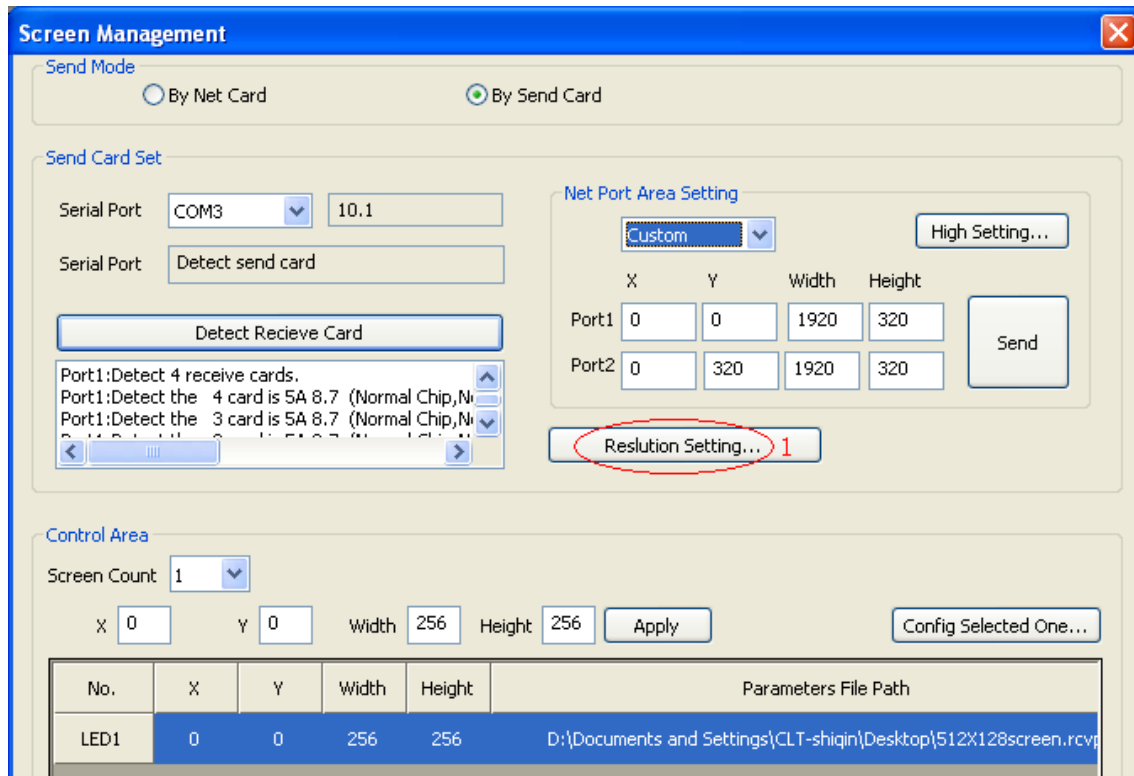 Screen Management
Send Mode
By Net Card
By Send Card
Send Card Set
Serial Port COM3 10.1
Serial Port Detect send card
Detect Recieve Card
Port1:Detect 4 receive cards.
Port1:Detect the 4 card is 5A 8.7 (Normal Chip,N
Port1:Detect the 3 card is 5A 8.7 (Normal Chip,N
Net Port Area Setting
Custom High Setting...
X Y Width Height
Port1 0 0 1920 320
Port2 0 320 1920 320
Send
Reslution Setting... 1
Control Area
Screen Count 1
X 0 Y 0 Width 256 Height 256 Apply Config Selected One...
No. X Y Width Height Parameters File Path
LED1 0 0 256 256 D:\Documents and Settings\CLT-shiqin\Desktop\512X128screen.rcvp